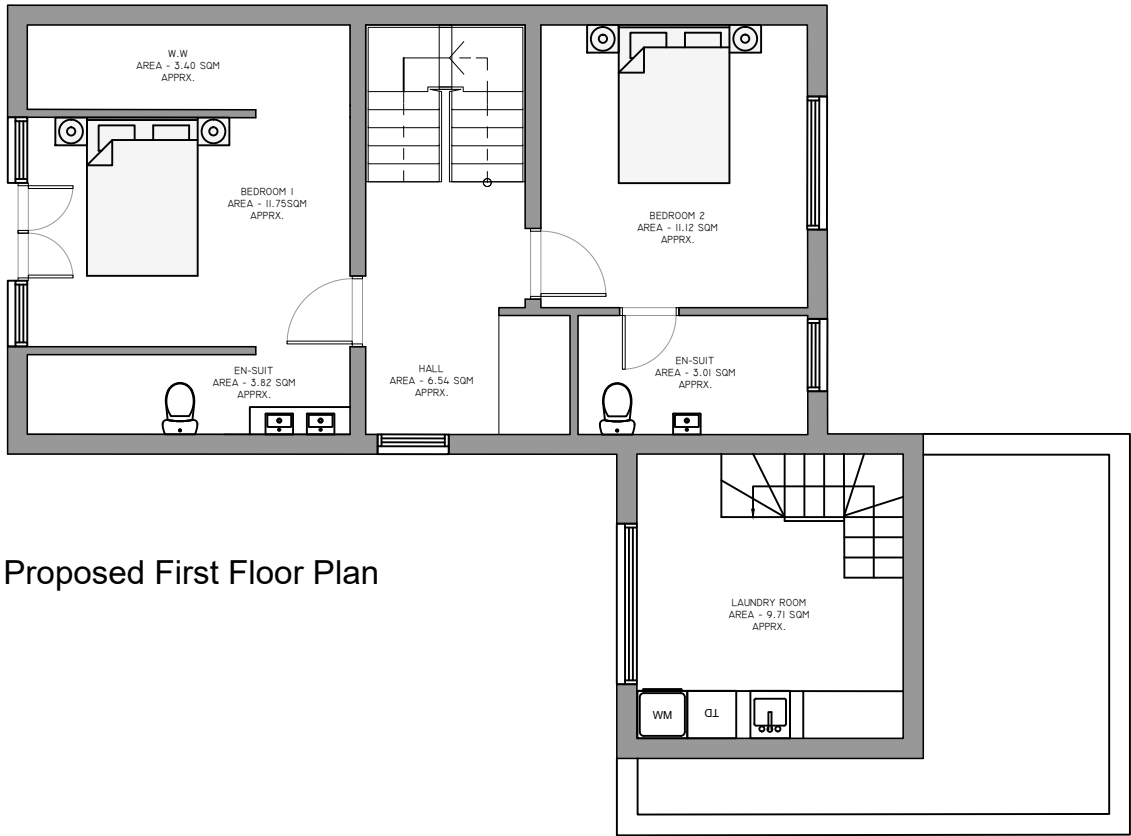 W.W
AREA - 3.40 SQM
APPRX.
BEDROOM 1
AREA - 11.75SQM
APPRX.
BEDROOM 2
AREA - 11.12 SQM
APPRX.
EN-SUIT
AREA - 3.82 SQM
APPRX.
HALL
AREA - 6.54 SQM
APPRX.
EN-SUIT
AREA - 3.01 SQM
APPRX.
Proposed First Floor Plan
LAUNDRY ROOM
AREA - 9.71 SQM
APPRX.
WM
TD